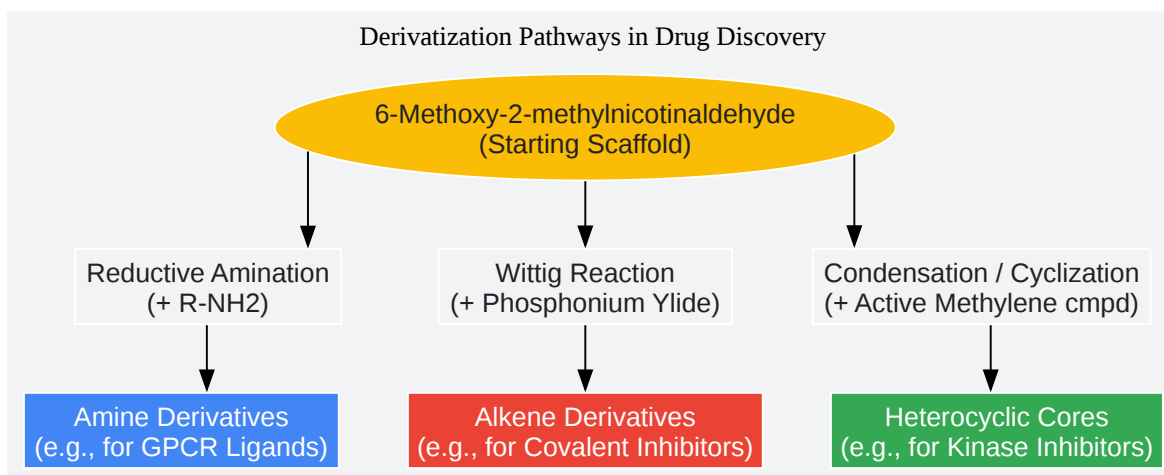 Derivatization Pathways in Drug Discovery
6-Methoxy-2-methylnicotinaldehyde
(Starting Scaffold)
Reductive Amination
(+ R-NH2)
Wittig Reaction
(+ Phosphonium Ylide)
Condensation / Cyclization
(+ Active Methylene cmpd)
Amine Derivatives
(e.g., for GPCR Ligands)
Alkene Derivatives
(e.g., for Covalent Inhibitors)
Heterocyclic Cores
(e.g., for Kinase Inhibitors)